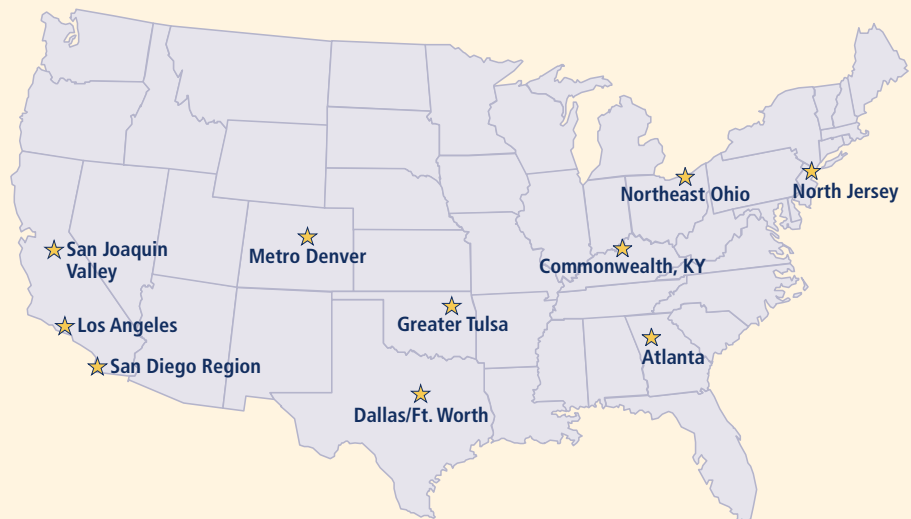 Northeast Ohio
North Jersey
San Joaquin
Valley
Metro Denver
Commonwealth, KY
Los Angeles
Greater Tulsa
Atlanta
San Diego Region
Dallas/Ft. Worth